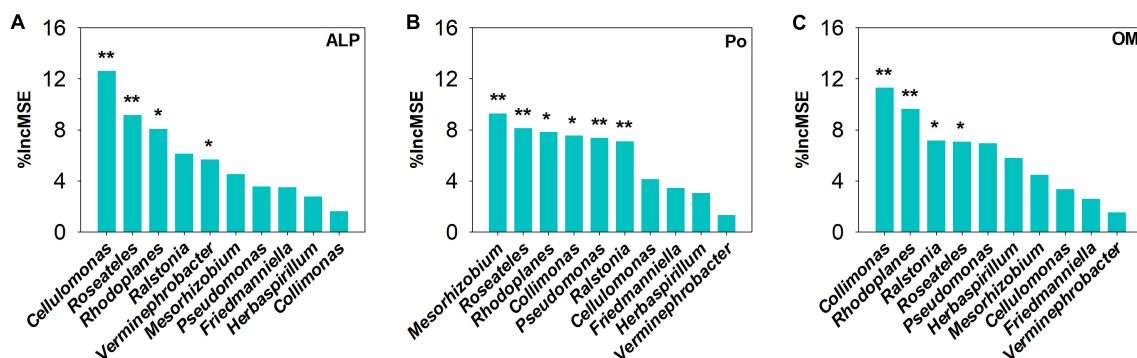 A
ALP
%IncMSE
16
12
8
4
0
**
**
*
*
Cellulomonas
Roseateles
Rhodoplanes
Ralstonia
Verminephrobacter
Mesorhizobium
Pseudomonas
Friedmanniella
Herbaspirillum
Collimonas
B
Po
%IncMSE
16
12
8
4
0
**
**
*
*
**
**
Mesorhizobium
Roseateles
Rhodoplanes
Collimonas
Pseudomonas
Ralstonia
Cellulomonas
Friedmanniella
Herbaspirillum
Verminephrobacter
C
OM
%IncMSE
16
12
8
4
0
**
**
*
*
Collimonas
Rhodoplanes
Ralstonia
Roseateles
Pseudomonas
Herbaspirillum
Mesorhizobium
Cellulomonas
Friedmanniella
Verminephrobacter